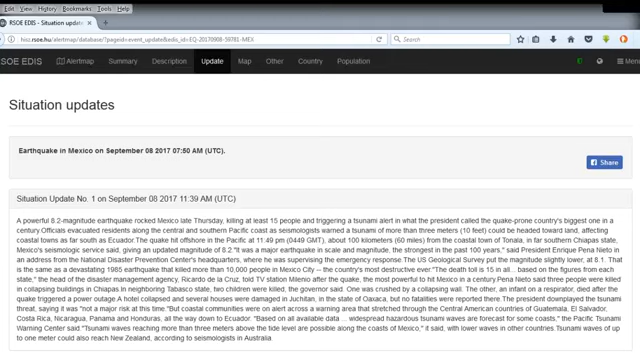 Edit View History Bookmarks Tools Help
RSOE EDIS - Situation update
hisz.rsoe.hu/alertmap/database/?pageid=event_update&edis_id=EQ-20170908-59781-MEX
Search
RSOE EDIS Alertmap Summary Description Update Map Other Country Population Menu
Situation updates
Earthquake in Mexico on September 08 2017 07:50 AM (UTC).
Share
Situation Update No. 1 on September 08 2017 11:39 AM (UTC)
A powerful 8.2-magnitude earthquake rocked Mexico late Thursday, killing at least 15 people and triggering a tsunami alert in what the president called the quake-prone country's biggest one in a
century.Officials evacuated residents along the central and southern Pacific coast as seismologists warned a tsunami of more than three meters (10 feet) could be headed toward land, affecting
coastal towns as far south as Ecuador.The quake hit offshore in the Pacific at 11:49 pm (0449 GMT), about 100 kilometers (60 miles) from the coastal town of Tonala, in far southern Chiapas state,
Mexico's seismologic service said, giving an updated magnitude of 8.2."It was a major earthquake in scale and magnitude, the strongest in the past 100 years," said President Enrique Pena Nieto in
an address from the National Disaster Prevention Center's headquarters, where he was supervising the emergency response.The US Geological Survey put the magnitude slightly lower, at 8.1. That
is the same as a devastating 1985 earthquake that killed more than 10,000 people in Mexico City -- the country's most destructive ever."The death toll is 15 in all... based on the figures from each
state," the head of the disaster management agency, Ricardo de la Cruz, told TV station Milenio after the quake, the most powerful to hit Mexico in a century.Pena Nieto said three people were killed
in collapsing buildings in Chiapas.In neighboring Tabasco state, two children were killed, the governor said. One was crushed by a collapsing wall. The other, an infant on a respirator, died after the
quake triggered a power outage.A hotel collapsed and several houses were damaged in Juchitan, in the state of Oaxaca, but no fatalities were reported there.The president downplayed the tsunami
threat, saying it was "not a major risk at this time."But coastal communities were on alert across a warning area that stretched through the Central American countries of Guatemala, El Salvador,
Costa Rica, Nicaragua, Panama and Honduras, all the way down to Ecuador. "Based on all available data ... widespread hazardous tsunami waves are forecast for some coasts," the Pacific Tsunami
Warning Center said."Tsunami waves reaching more than three meters above the tide level are possible along the coasts of Mexico," it said, with lower waves in other countries.Tsunami waves of up
to one meter could also reach New Zealand, according to seismologists in Australia